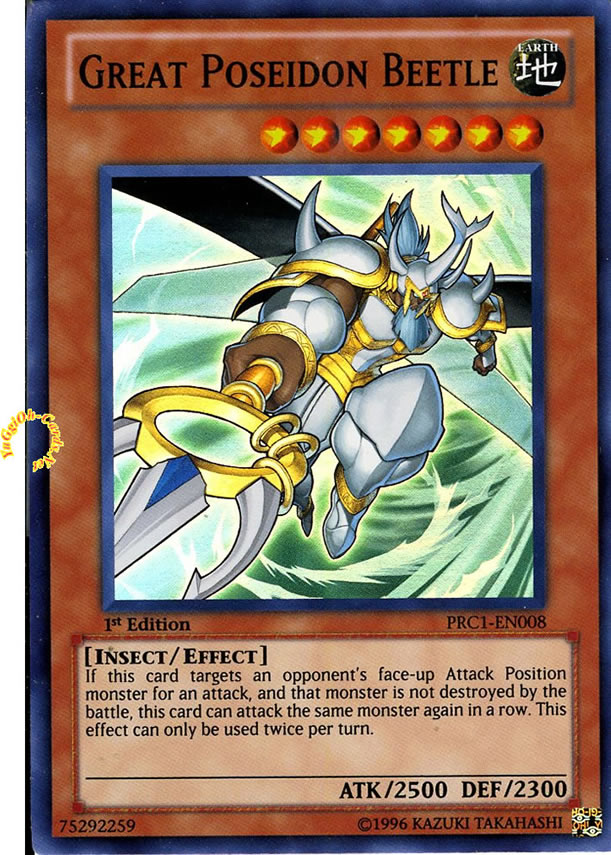 GREAT POSEIDON BEETLE
EARTH
地
YuGgiOh-Cards.Net
1st Edition
PRC1-EN008
[INSECT/EFFECT]
If this card targets an opponent's face-up Attack Position
monster for an attack, and that monster is not destroyed by the
battle, this card can attack the same monster again in a row. This
effect can only be used twice per turn.
ATK/2500 DEF/2300
75292259
©1996 KAZUKI TAKAHASHI